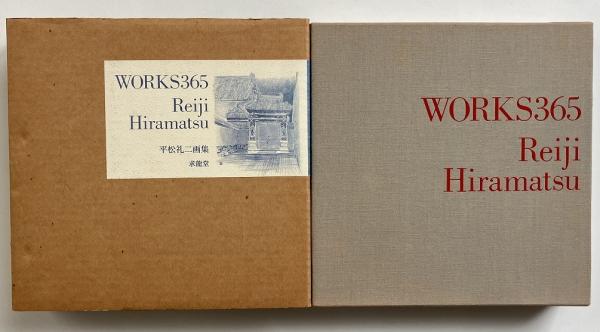 WORKS365
Reiji
Hiramatsu
平松礼二画集
求龍堂
WORKS365
Reiji
Hiramatsu